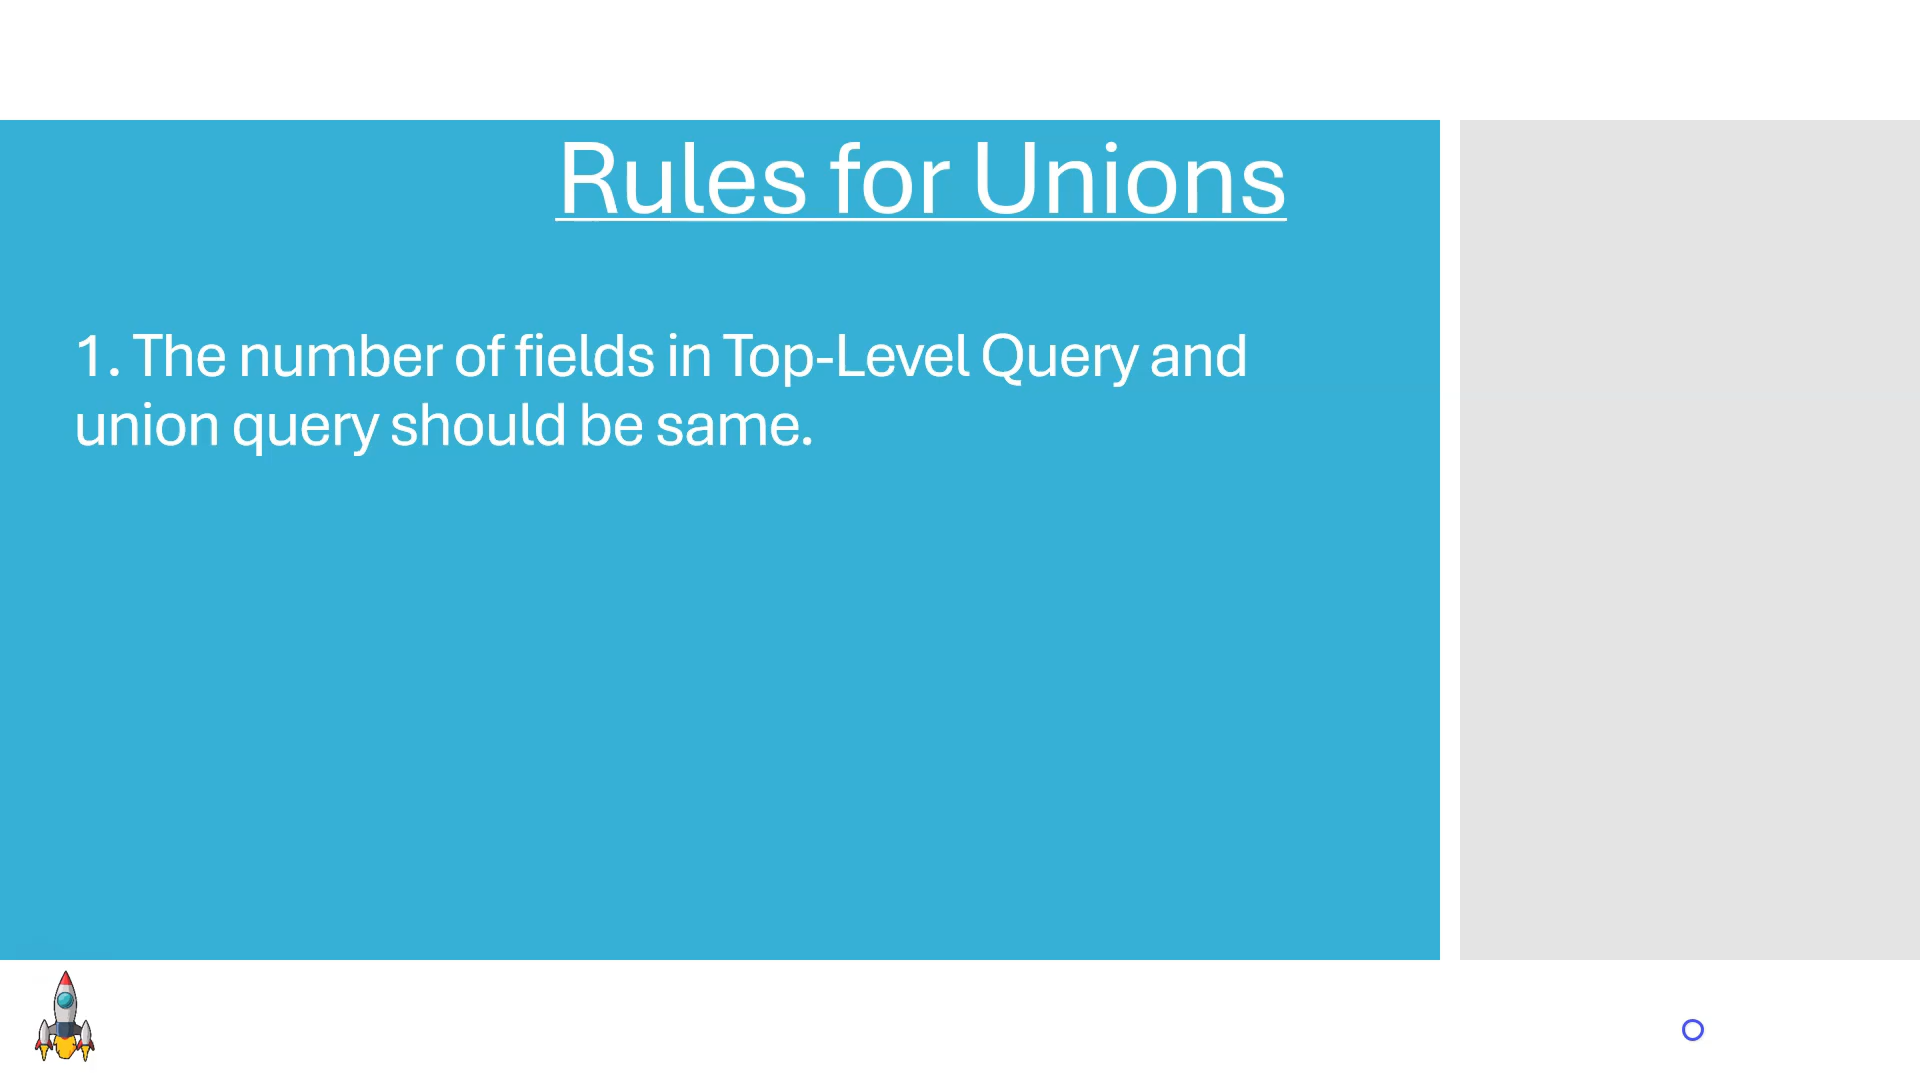 Rules for Unions
1. The number of fields in Top-Level Query and
union query should be same.